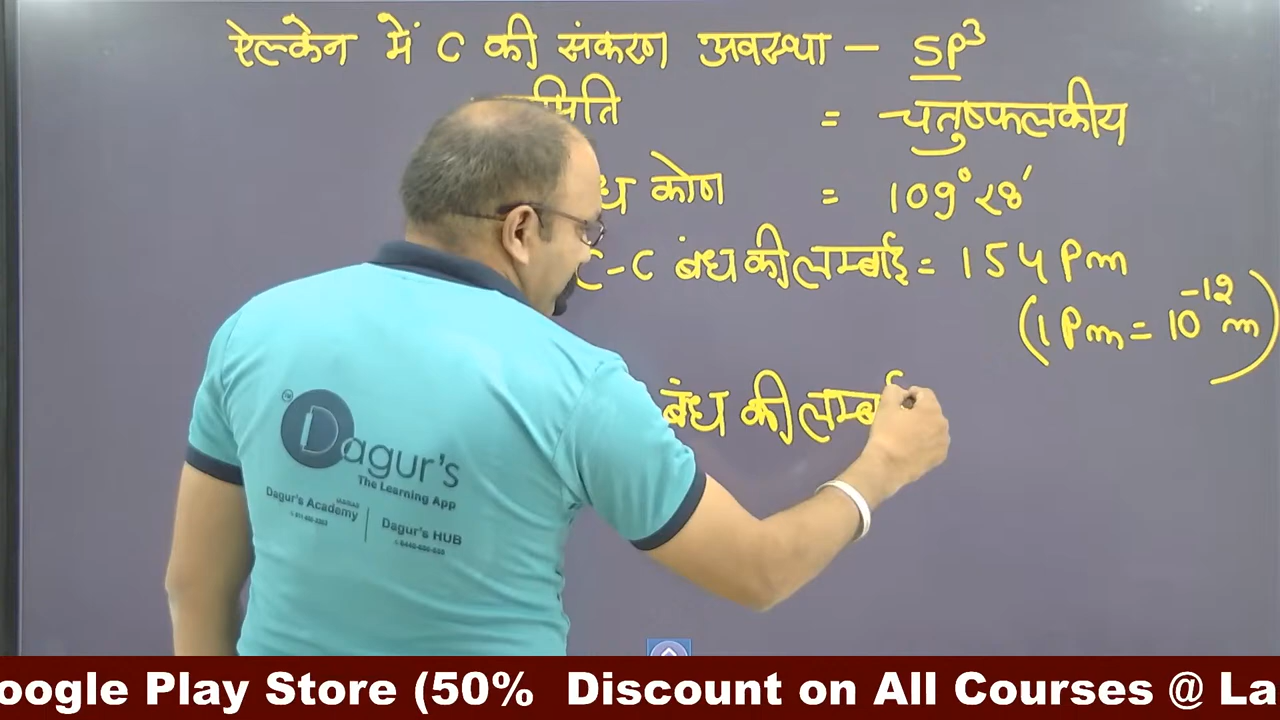 ऐल्केन में C की संकरण अवस्था – sp³
= चतुष्फलकीय
कोण = 109°28′
C-C बंध की लम्बाई = 154 Pm
(1 Pm = 10⁻¹² m)
बंध की
Dagur's
The Learning App
Dagur's Academy
Dagur's HUB
oogle Play Store (50% Discount on All Courses @ La